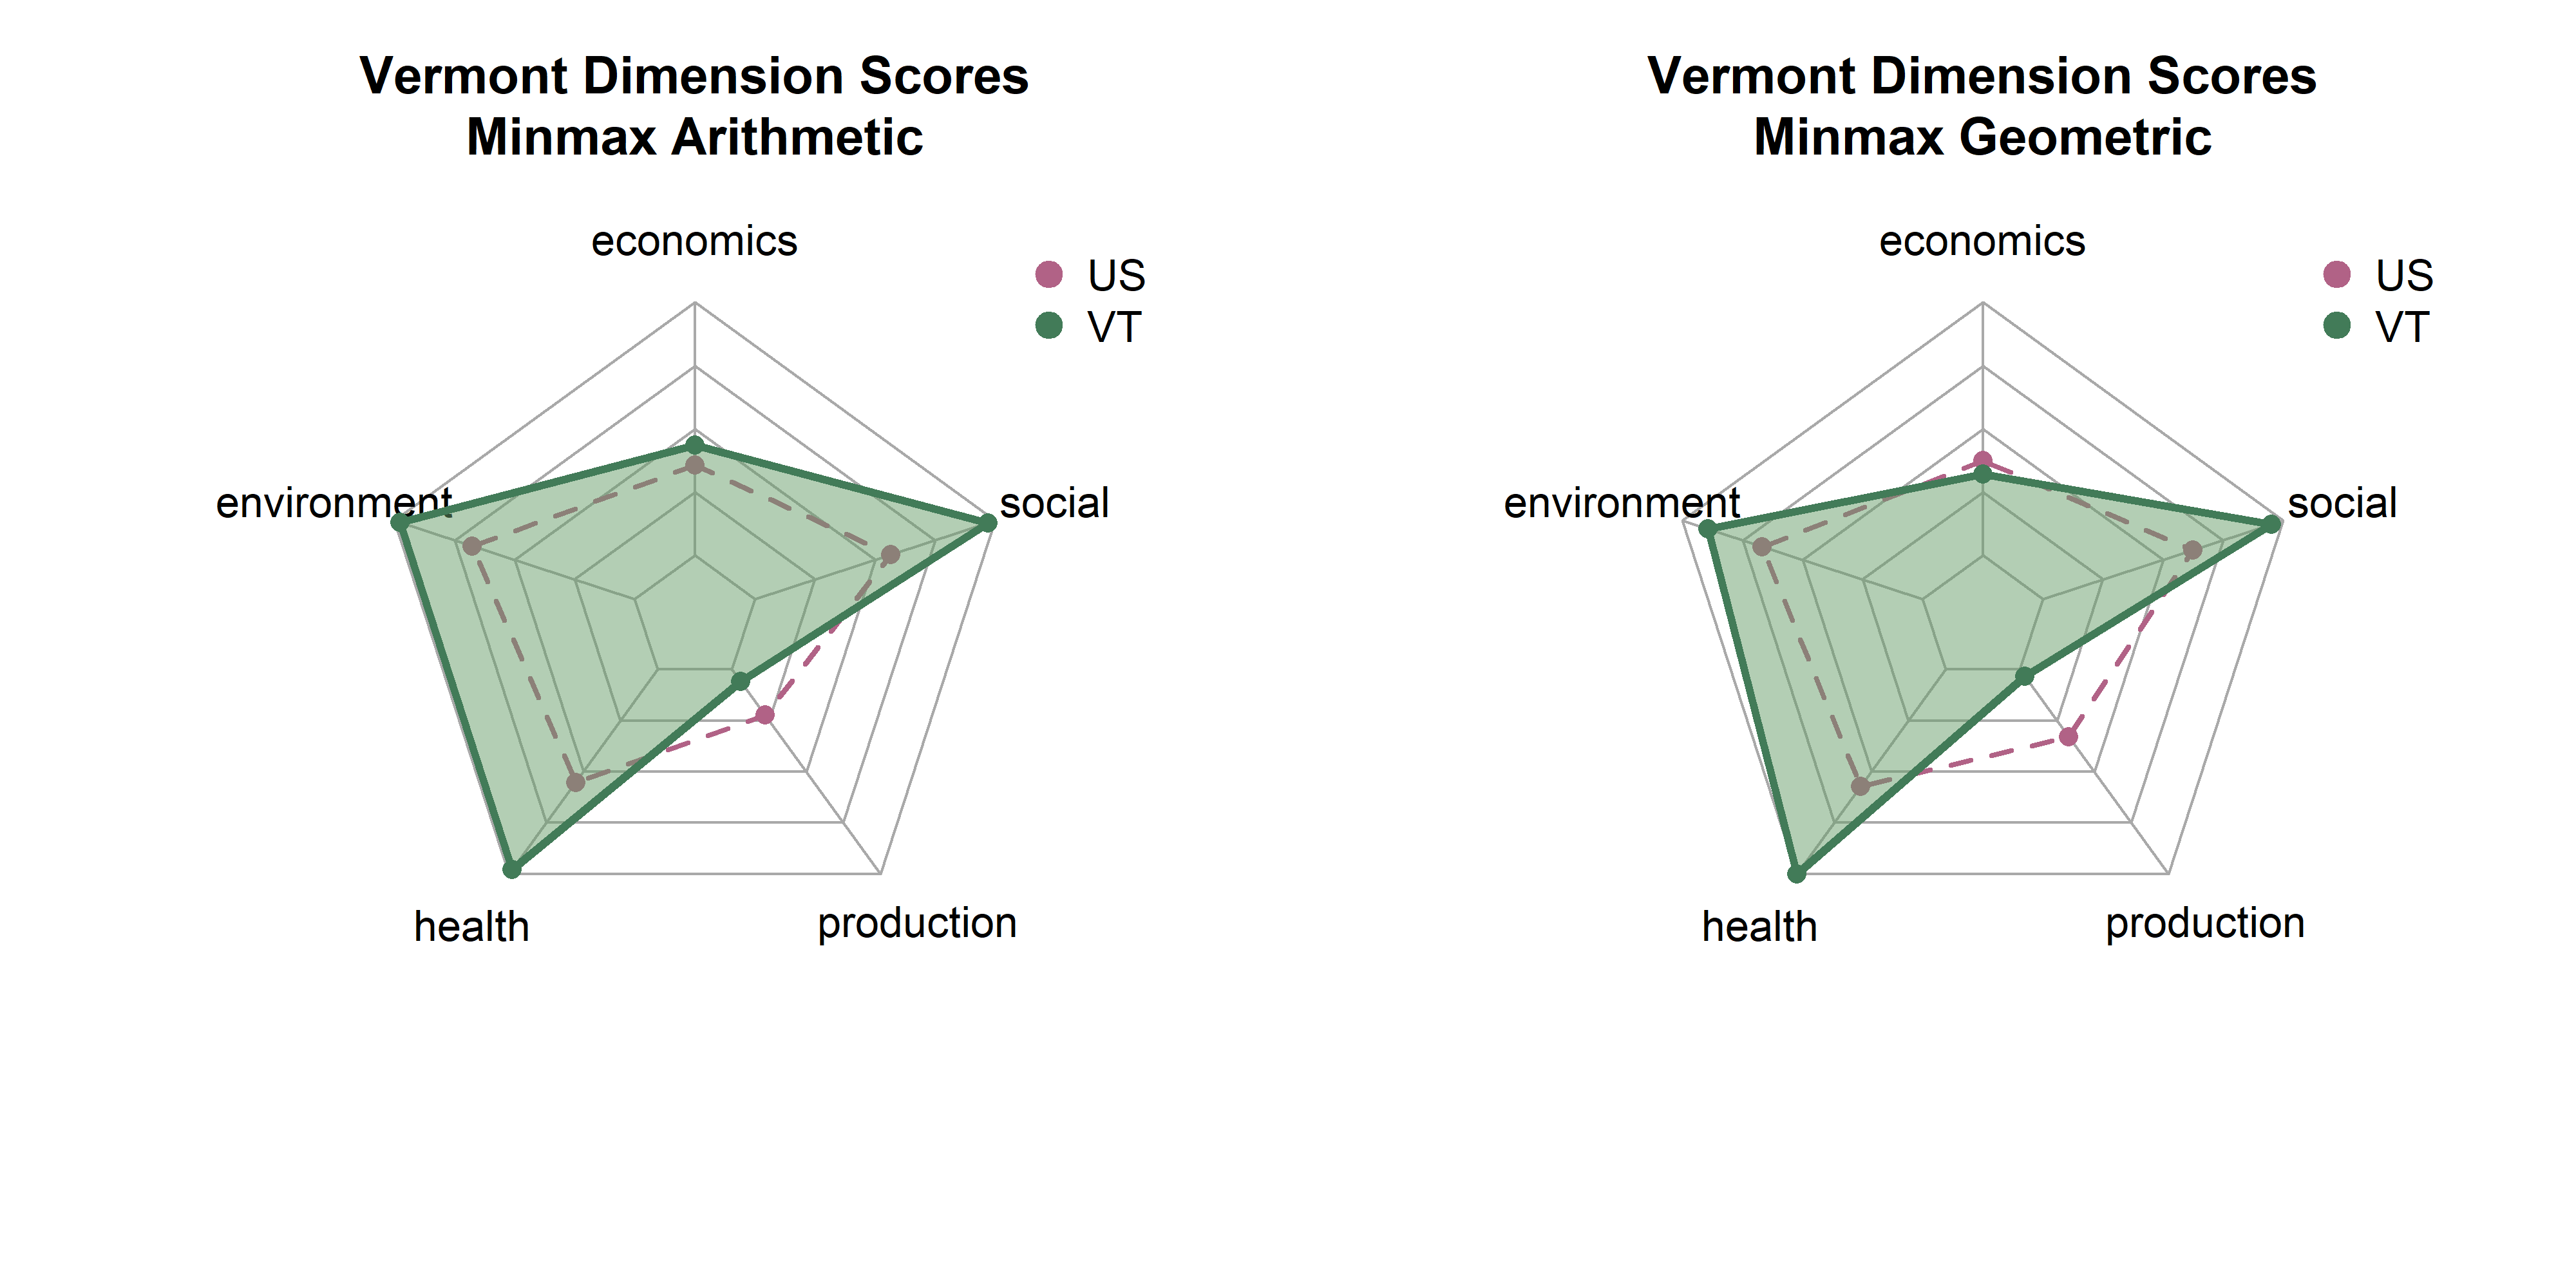 Vermont Dimension Scores
Minmax Arithmetic
economics
US
VT
environment
social
health
production
Vermont Dimension Scores
Minmax Geometric
economics
US
VT
environment
social
health
production